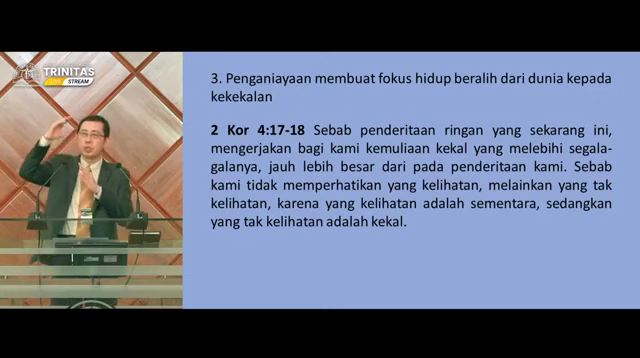 TRINITAS
LIVE STREAM
3. Penganiayaan membuat fokus hidup beralih dari dunia kepada
kekekalan
2 Kor 4:17-18 Sebab penderitaan ringan yang sekarang ini,
mengerjakan bagi kami kemuliaan kekal yang melebihi segala-
galanya, jauh lebih besar dari pada penderitaan kami. Sebab
kami tidak memperhatikan yang kelihatan, melainkan yang tak
kelihatan, karena yang kelihatan adalah sementara, sedangkan
yang tak kelihatan adalah kekal.